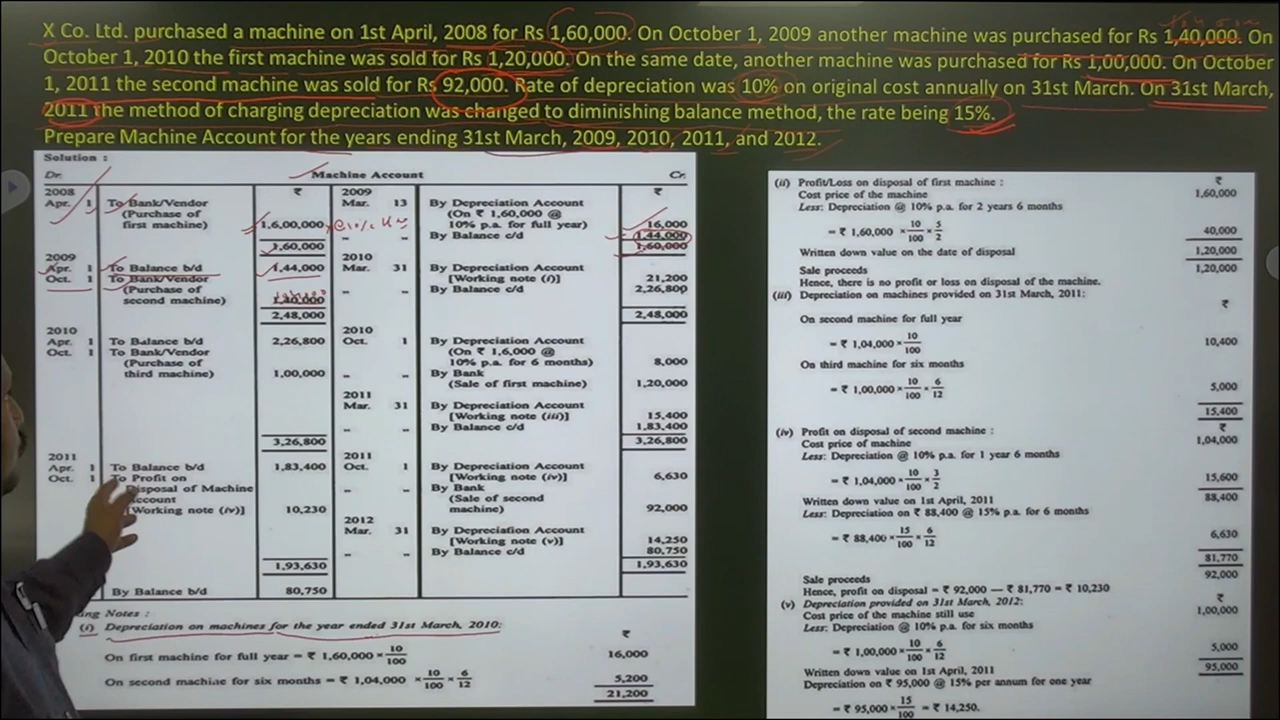 X Co. Ltd. purchased a machine on 1st April, 2008 for Rs 1,60,000. On October 1, 2009 another machine was purchased for Rs 1,40,000. On
October 1, 2010 the first machine was sold for Rs 1,20,000. On the same date, another machine was purchased for Rs 1,00,000. On October
1, 2011 the second machine was sold for Rs 92,000. Rate of depreciation was 10% on original cost annually on 31st March. On 31st March,
2011 the method of charging depreciation was changed to diminishing balance method, the rate being 15%.
Prepare Machine Account for the years ending 31st March, 2009, 2010, 2011, and 2012.
Solution :
Dr. Machine Account Cr.
2008 ₹ 2009 ₹
Apr. 1 To Bank/Vendor Mar. 13 By Depreciation Account
(Purchase of (On ₹ 1,60,000 @
first machine) 1,6,00,000 10% p.a. for full year) 16,000
" " By Balance c/d 1,44,000
1,60,000 1,60,000
2009 2010
Apr. 1 To Balance b/d 1,44,000 Mar. 31 By Depreciation Account
Oct. 1 To Bank/Vendor [Working note (i)] 21,200
(Purchase of " " By Balance c/d 2,26,800
second machine)
2,48,000 2,48,000
2010 2010
Apr. 1 To Balance b/d 2,26,800 Oct. 1 By Depreciation Account
Oct. 1 To Bank/Vendor (On ₹ 1,6,000 @
(Purchase of 10% p.a. for 6 months) 8,000
third machine) 1,00,000 " " By Bank
(Sale of first machine) 1,20,000
2011
Mar. 31 By Depreciation Account
[Working note (iii)] 15,400
" " By Balance c/d 1,83,400
3,26,800 3,26,800
2011 2011
Apr. 1 To Balance b/d 1,83,400 Oct. 1 By Depreciation Account
Oct. 1 To Profit on [Working note (iv)] 6,630
Disposal of Machine " " By Bank
Account (Sale of second
[Working note (iv)] 10,230 machine) 92,000
2012
Mar. 31 By Depreciation Account
[Working note (v)] 14,250
" " By Balance c/d 80,750
1,93,630 1,93,630
By Balance b/d 80,750
Notes :
(i) Depreciation on machines for the year ended 31st March, 2010: ₹
On first machine for full year = ₹ 1,60,000 × 10/100 16,000
On second machine for six months = ₹ 1,04,000 × 10/100 × 6/12 5,200
21,200
(ii) Profit/Loss on disposal of first machine : ₹
Cost price of the machine 1,60,000
Less: Depreciation @ 10% p.a. for 2 years 6 months
= ₹ 1,60,000 × 10/100 × 5/2 40,000
Written down value on the date of disposal 1,20,000
Sale proceeds 1,20,000
Hence, there is no profit or loss on disposal of the machine.
(iii) Depreciation on machines provided on 31st March, 2011: ₹
On second machine for full year
= ₹ 1,04,000 × 10/100 10,400
On third machine for six months
= ₹ 1,00,000 × 10/100 × 6/12 5,000
15,400
(iv) Profit on disposal of second machine : ₹
Cost price of machine 1,04,000
Less: Depreciation @ 10% p.a. for 1 year 6 months
= ₹ 1,04,000 × 10/100 × 3/2 15,600
Written down value on 1st April, 2011 88,400
Less: Depreciation on ₹ 88,400 @ 15% p.a. for 6 months
= ₹ 88,400 × 15/100 × 6/12 6,630
81,770
Sale proceeds 92,000
Hence, profit on disposal = ₹ 92,000 — ₹ 81,770 = ₹ 10,230
(v) Depreciation provided on 31st March, 2012: ₹
Cost price of the machine still use 1,00,000
Less: Depreciation @ 10% p.a. for six months
= ₹ 1,00,000 × 10/100 × 6/12 5,000
Written down value on 1st April, 2011 95,000
Depreciation on ₹ 95,000 @ 15% per annum for one year
= ₹ 95,000 × 15/100 = ₹ 14,250.